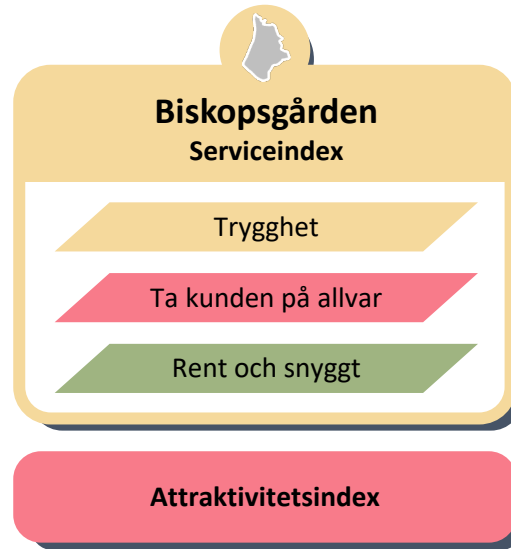 Biskopsgården
Serviceindex
Trygghet
Ta kunden på allvar
Rent och snyggt
Attraktivitetsindex